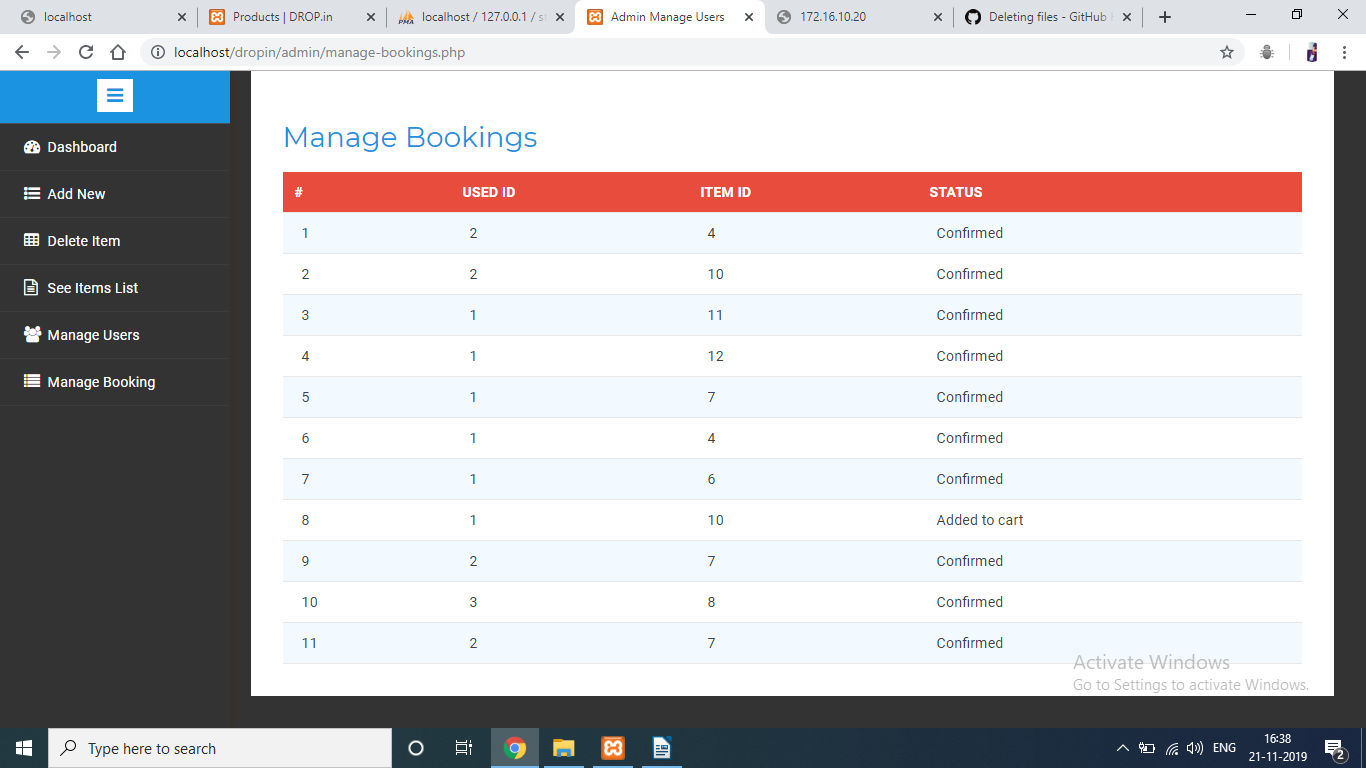 localhost
Products | DROP.in
PMA
localhost / 127.0.0.1 / st
Admin Manage Users
172.16.10.20
Deleting files - GitHub
localhost/dropin/admin/manage-bookings.php
Dashboard
Add New
Delete Item
See Items List
Manage Users
Manage Booking
Manage Bookings
# USED ID ITEM ID STATUS
1 2 4 Confirmed
2 2 10 Confirmed
3 1 11 Confirmed
4 1 12 Confirmed
5 1 7 Confirmed
6 1 4 Confirmed
7 1 6 Confirmed
8 1 10 Added to cart
9 2 7 Confirmed
10 3 8 Confirmed
11 2 7 Confirmed
Activate Windows
Go to Settings to activate Windows.
Type here to search
ENG
16:38
21-11-2019
2